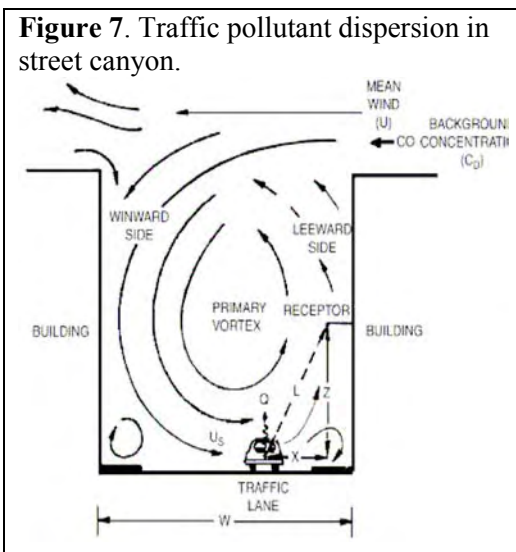 Figure 7. Traffic pollutant dispersion in
street canyon.
MEAN
WIND
(U)
BACKGROUN
CO CONCENTRATI
(C₀)
WINWARD
SIDE
LEEWARD
SIDE
PRIMARY
VORTEX
RECEPTOR
BUILDING
BUILDING
Q
L
Z
Uₛ
X
TRAFFIC
LANE
W